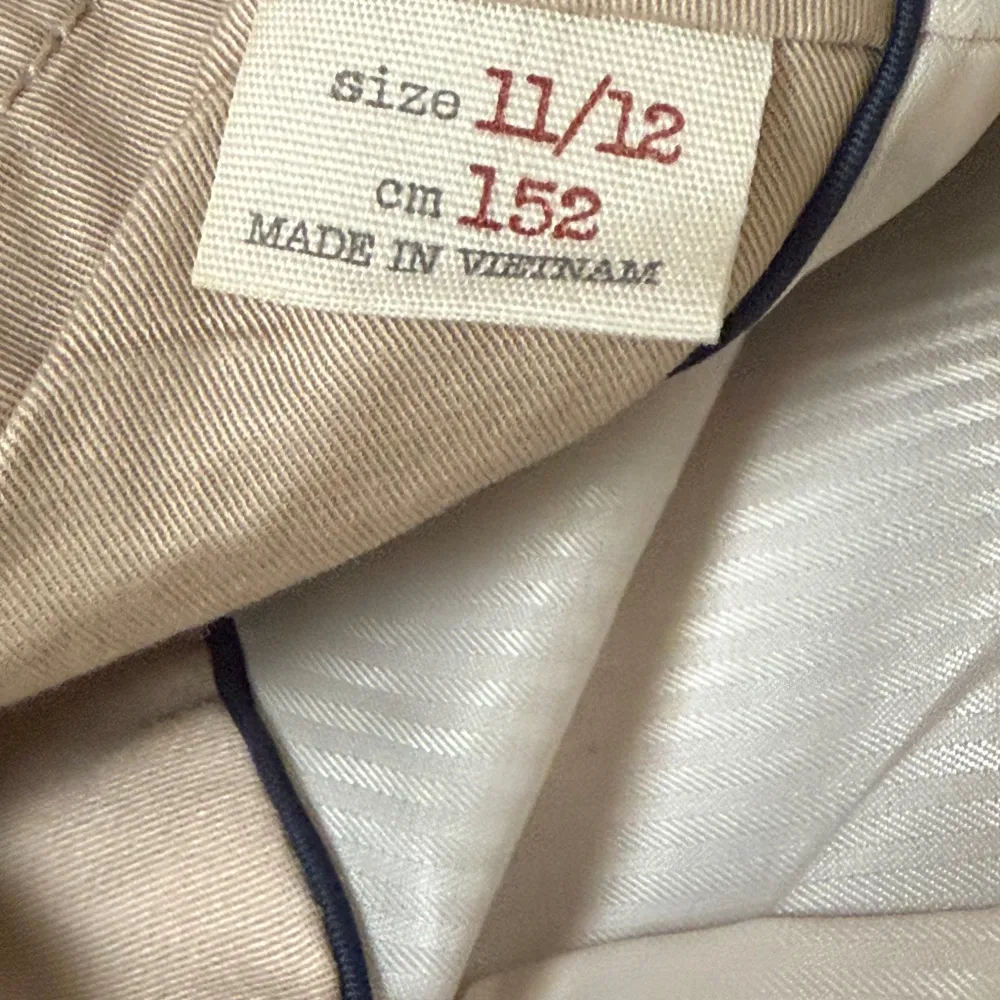 size 11/12
cm 152
MADE IN VIETNAM